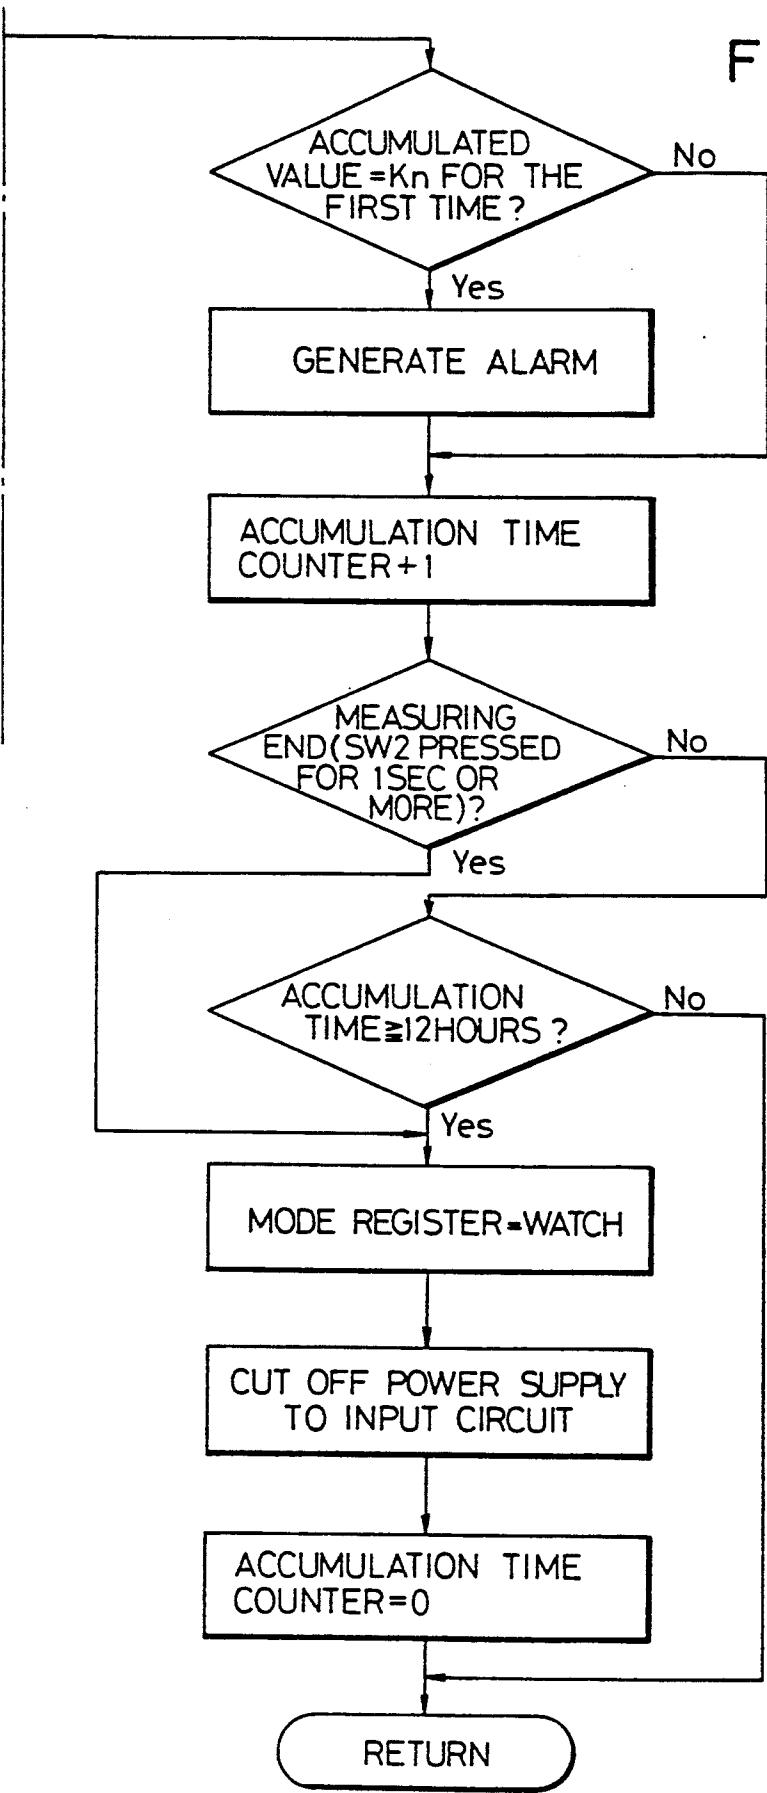 F
ACCUMULATED
VALUE=Kn FOR THE
FIRST TIME?
No
Yes
GENERATE ALARM
ACCUMULATION TIME
COUNTER+1
MEASURING
END(SW2 PRESSED
FOR 1SEC OR
MORE)?
No
Yes
ACCUMULATION
TIME≧12HOURS?
No
Yes
MODE REGISTER=WATCH
CUT OFF POWER SUPPLY
TO INPUT CIRCUIT
ACCUMULATION TIME
COUNTER=0
RETURN